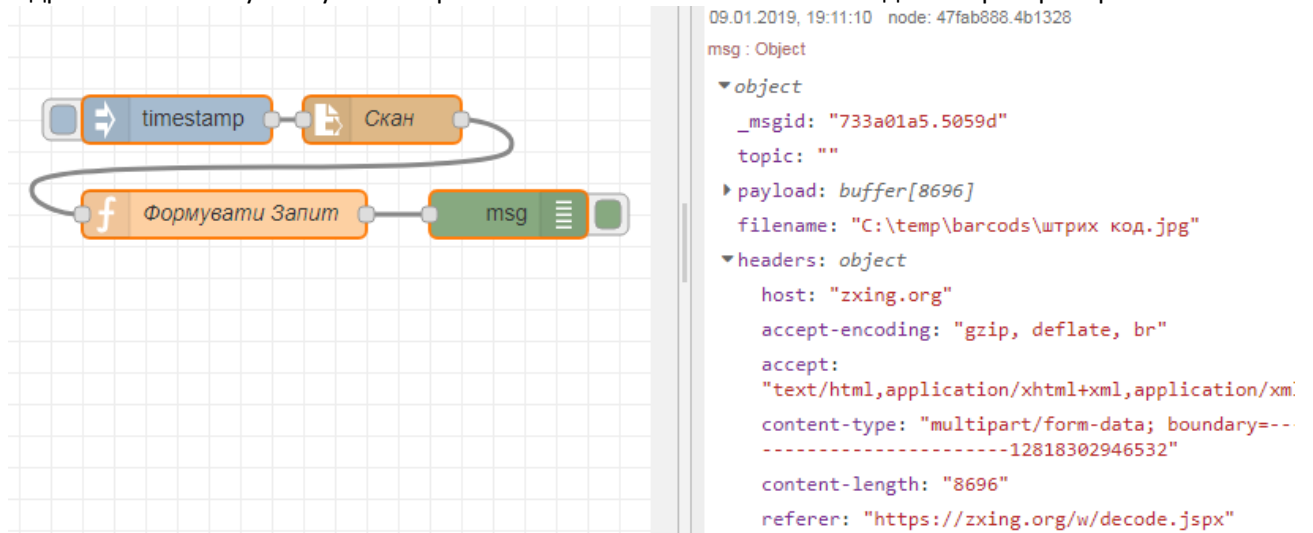 09.01.2019, 19:11:10 node: 47fab888.4b1328
msg : Object
timestamp
Скан
Формувати Запит
msg
object
_msgid: "733a01a5.5059d"
topic: ""
payload: buffer[8696]
filename: "C:\temp\barcods\штрих код.jpg"
headers: object
host: "zxing.org"
accept-encoding: "gzip, deflate, br"
accept:
"text/html,application/xhtml+xml,application/xml
content-type: "multipart/form-data; boundary=---
----------------------12818302946532"
content-length: "8696"
referer: "https://zxing.org/w/decode.jspx"